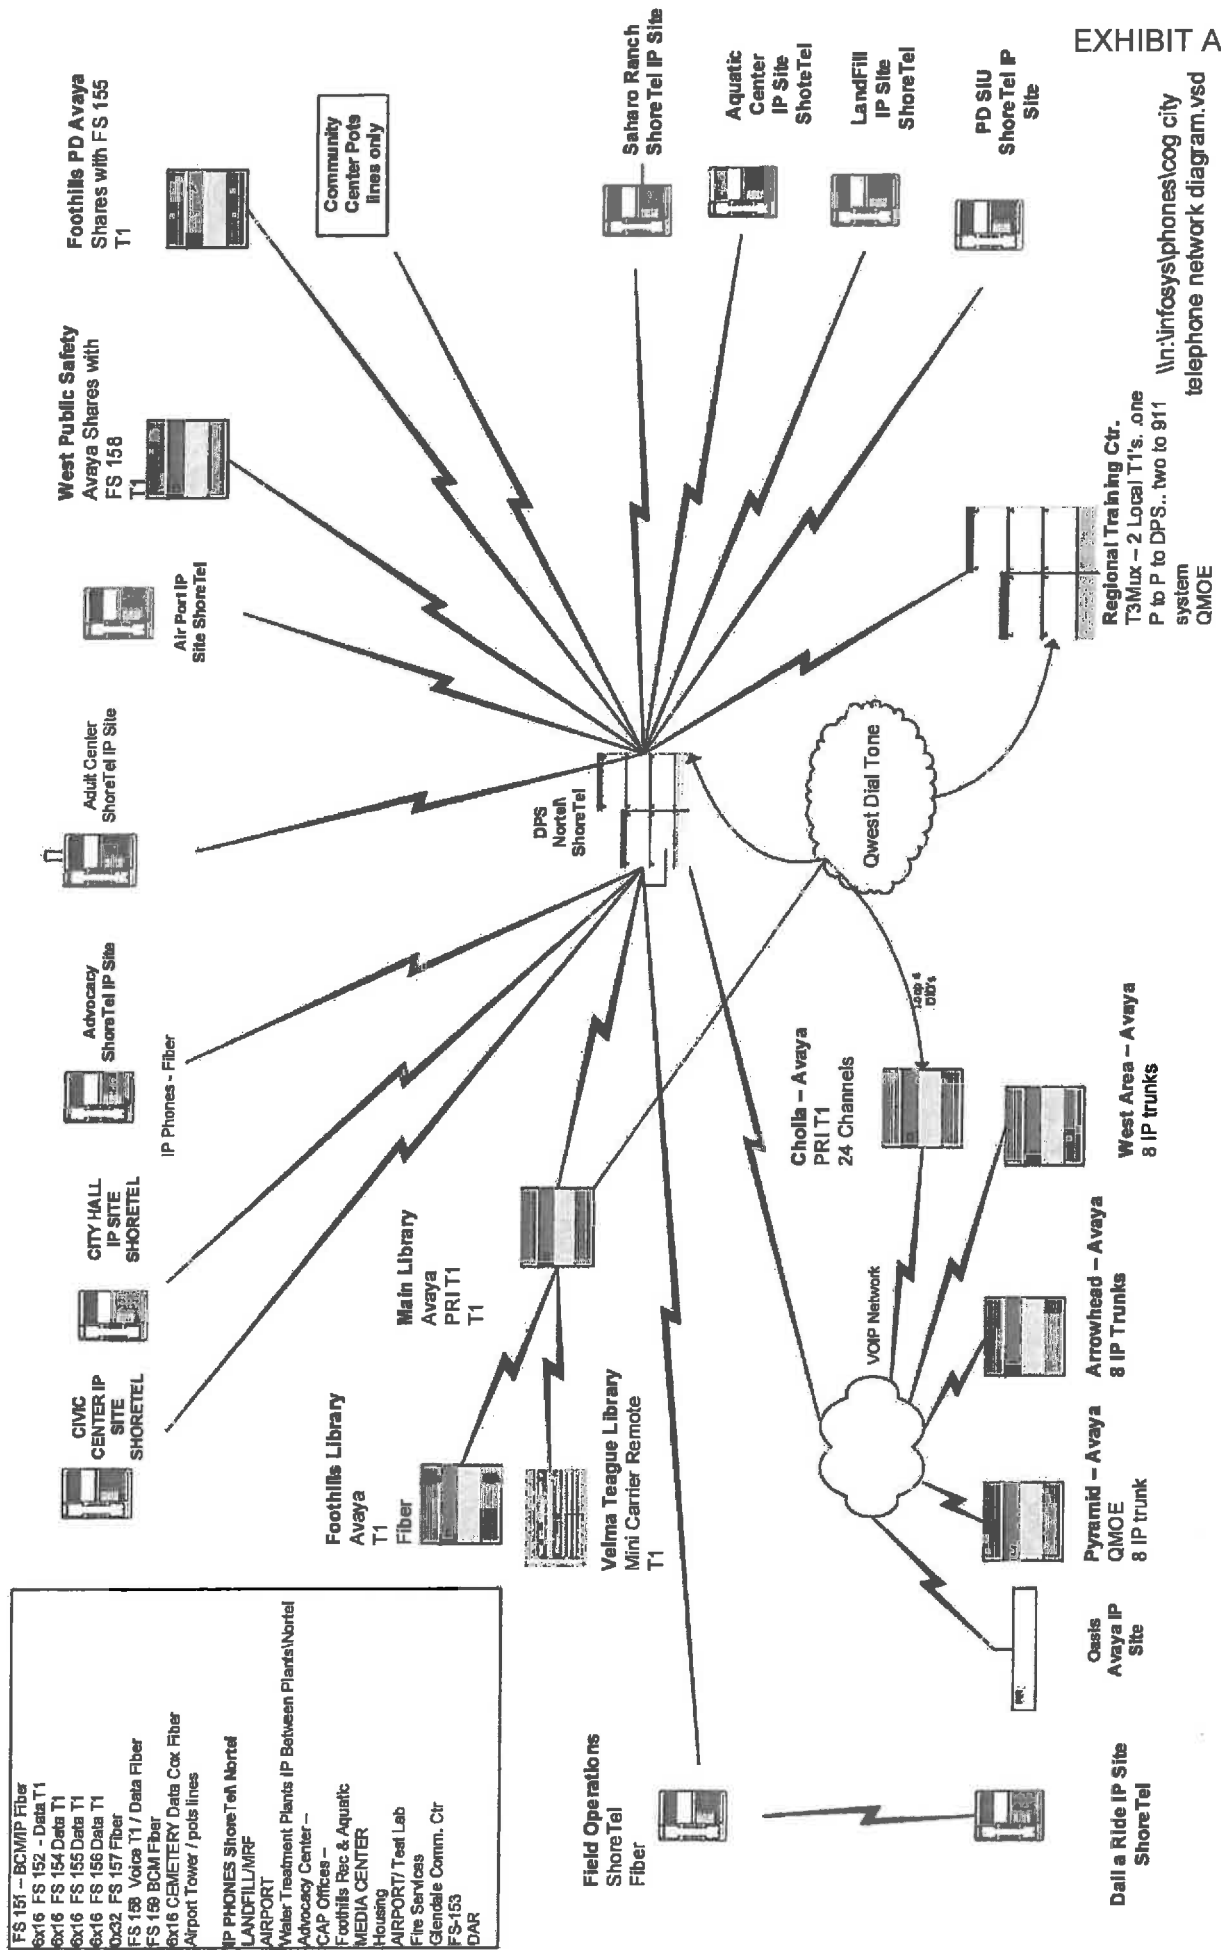 EXHIBIT A
\\n:\infosys\phones\cog city
telephone network diagram.vsd
FS 151 – BCM/IP Fiber
6x16 FS 152 - Data T1
6x16 FS 154 Data T1
6x16 FS 155 Data T1
6x16 FS 156 Data T1
0x32 FS 157 Fiber
FS 158 Voice T1 / Data Fiber
FS 159 BCM Fiber
6x16 CEMETERY Data Cox Fiber
Airport Tower / pots lines
IP PHONES ShoreTel\ Nortel
LANDFILL/MRF
AIRPORT
Water Treatment Plants IP Between Plants\Nortel
Advocacy Center –
CAP Offices –
Foothills Rec & Aquatic
MEDIA CENTER
Housing
AIRPORT/ Test Lab
Fire Services
Glendale Comm. Ctr
FS-153
DAR
CIVIC
CENTER IP
SITE
SHORETEL
CITY HALL
IP SITE
SHORETEL
Advocacy
ShoreTel IP Site
IP Phones - Fiber
Adult Center
ShoreTel IP Site
Air Port IP
Site ShoreTel
West Public Safety
Avaya Shares with
FS 158
T1
Foothills PD Avaya
Shares with FS 155
T1
Community
Center Pots
lines only
Saharo Ranch
ShoreTel IP Site
Aquatic
Center
IP Site
ShoteTel
LandFill
IP Site
ShoreTel
PD SIU
ShoreTel IP
Site
Regional Training Ctr.
T3Mux – 2 Local T1's. .one
P to P to DPS.. two to 911
system
QMOE
DPS
Nortel\
ShoreTel
Qwest Dial Tone
DID's
Main Library
Avaya
PRI T1
T1
Foothills Library
Avaya
T1
Fiber
Velma Teague Library
Mini Carrier Remote
T1
Cholla – Avaya
PRI T1
24 Channels
VOIP Network
West Area – Avaya
8 IP trunks
Arrowhead – Avaya
8 IP Trunks
Pyramid – Avaya
QMOE
8 IP trunk
Oasis
Avaya IP
Site
Field Operations
ShoreTel
Fiber
Dall a Ride IP Site
ShoreTel